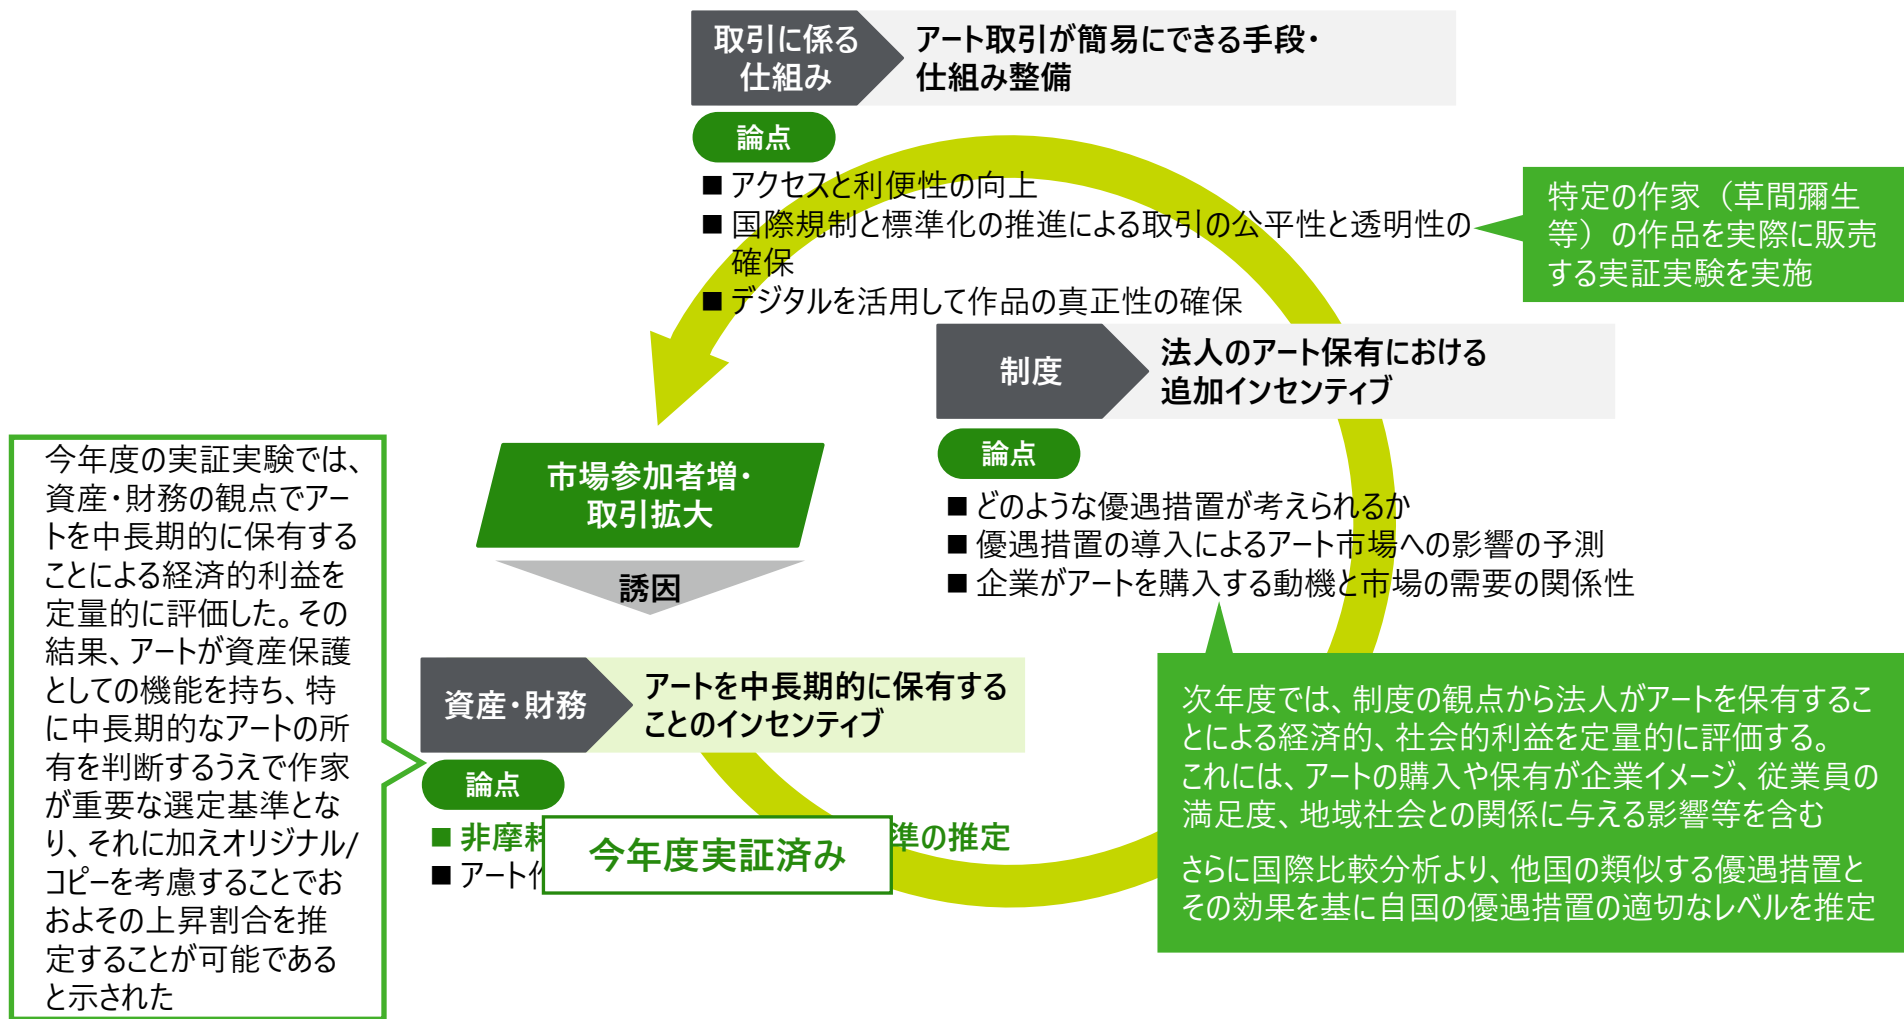 取引に係る
仕組み
アート取引が簡易にできる手段・
仕組み整備
論点
■ アクセスと利便性の向上
■ 国際規制と標準化の推進による取引の公平性と透明性の
確保
■ デジタルを活用して作品の真正性の確保
特定の作家（草間彌生
等）の作品を実際に販売
する実証実験を実施
制度
法人のアート保有における
追加インセンティブ
論点
■ どのような優遇措置が考えられるか
■ 優遇措置の導入によるアート市場への影響の予測
■ 企業がアートを購入する動機と市場の需要の関係性
市場参加者増・
取引拡大
誘因
資産・財務
アートを中長期的に保有する
ことのインセンティブ
論点
■ 非摩
準の推定
■ アート
今年度実証済み
今年度の実証実験では、
資産・財務の観点でアー
トを中長期的に保有する
ことによる経済的利益を
定量的に評価した。その
結果、アートが資産保護
としての機能を持ち、特
に中長期的なアートの所
有を判断するうえで作家
が重要な選定基準とな
り、それに加えオリジナル/
コピーを考慮することでお
およその上昇割合を推
定することが可能である
と示された
次年度では、制度の観点から法人がアートを保有するこ
とによる経済的、社会的利益を定量的に評価する。
これには、アートの購入や保有が企業イメージ、従業員の
満足度、地域社会との関係に与える影響等を含む
さらに国際比較分析より、他国の類似する優遇措置と
その効果を基に自国の優遇措置の適切なレベルを推定